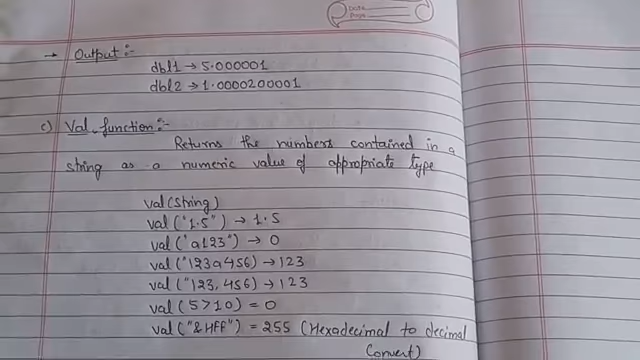 Date
Page
→ Output:-
dbl1 → 5.000001
dbl2 → 1.0000200001
c) Val function:-
Returns the numbers contained in a
string as a numeric value of appropriate type
val(String)
val("1.5") → 1.5
val("a123") → 0
val("123a456) → 123
val("123,456) → 123
val(5>10) = 0
val("&HFF") = 255 (Hexadecimal to decimal
Convert)